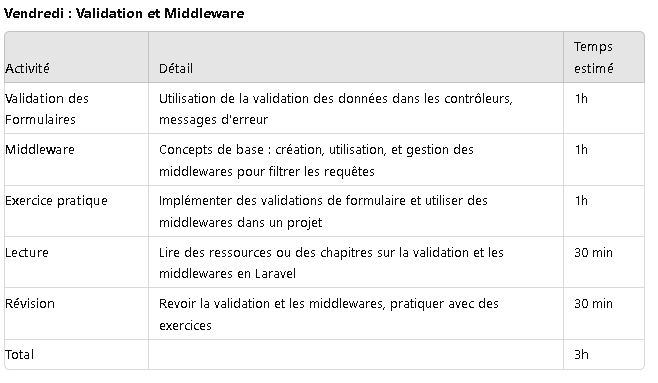 Vendredi : Validation et Middleware
Activité
Détail
Temps
estimé
Validation des
Formulaires
Utilisation de la validation des données dans les contrôleurs,
messages d'erreur
1h
Middleware
Concepts de base : création, utilisation, et gestion des
middlewares pour filtrer les requêtes
1h
Exercice pratique
Implémenter des validations de formulaire et utiliser des
middlewares dans un projet
1h
Lecture
Lire des ressources ou des chapitres sur la validation et les
middlewares en Laravel
30 min
Révision
Revoir la validation et les middlewares, pratiquer avec des
exercices
30 min
Total
3h